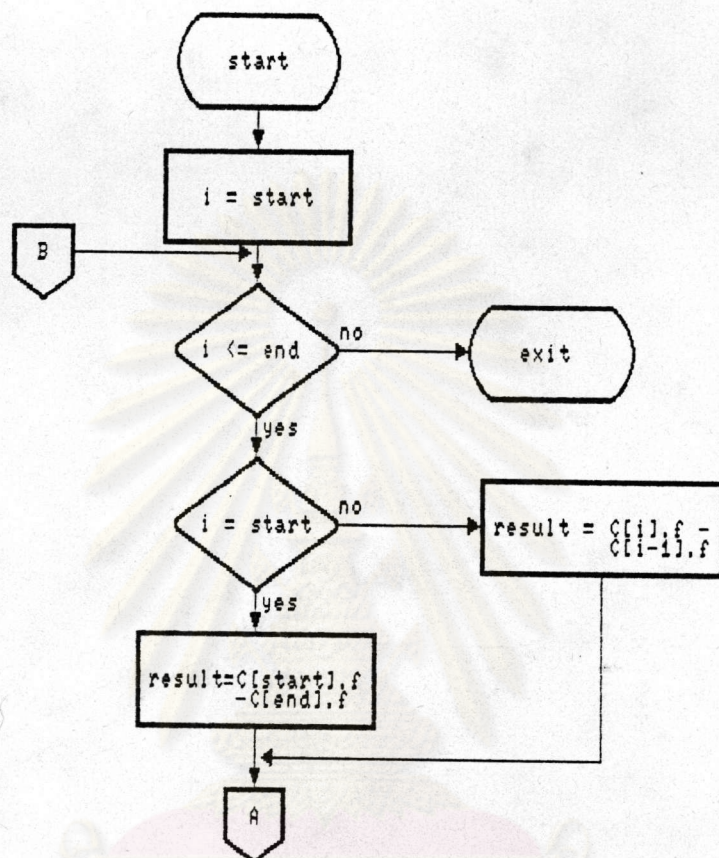 start
i = start
B
i <= end
no
exit
yes
i = start
no
result = C[i].f -
C[i-1].f
yes
result=C[start].f
-C[end].f
A